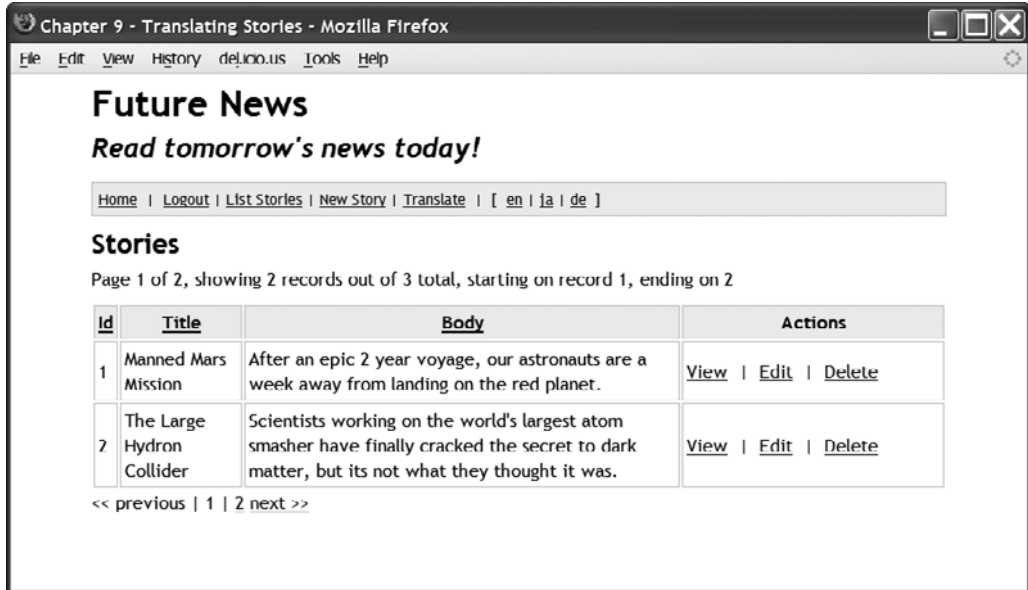 Chapter 9 - Translating Stories - Mozilla Firefox
File Edit View History del.icio.us Tools Help
Future News
Read tomorrow's news today!
Home | Logout | List Stories | New Story | Translate | [ en | ja | de ]
Stories
Page 1 of 2, showing 2 records out of 3 total, starting on record 1, ending on 2
Id Title Body Actions
1 Manned Mars Mission After an epic 2 year voyage, our astronauts are a
week away from landing on the red planet. View | Edit | Delete
2 The Large Hydron Collider Scientists working on the world's largest atom
smasher have finally cracked the secret to dark
matter, but its not what they thought it was. View | Edit | Delete
<< previous | 1 | 2 next >>